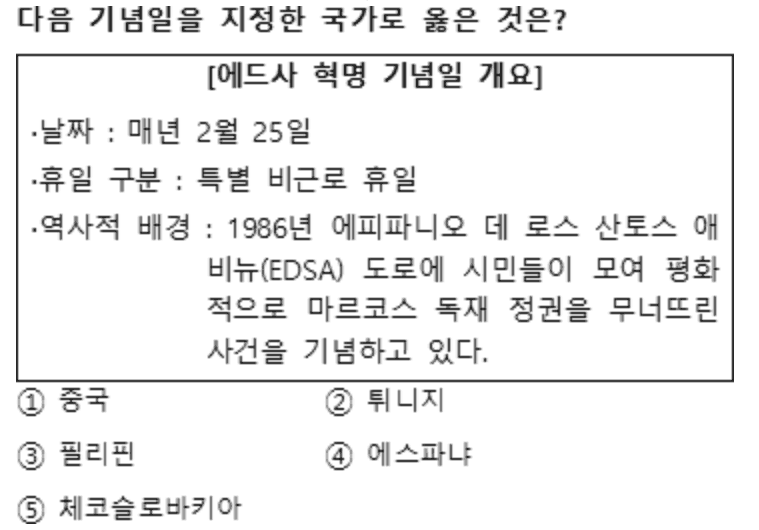 다음 기념일을 지정한 국가로 옳은 것은?
[에드사 혁명 기념일 개요]
·날짜 : 매년 2월 25일
·휴일 구분 : 특별 비근로 휴일
·역사적 배경 : 1986년 에피파니오 데 로스 산토스 애
비뉴(EDSA) 도로에 시민들이 모여 평화
적으로 마르코스 독재 정권을 무너뜨린
사건을 기념하고 있다.
① 중국 ② 튀니지
③ 필리핀 ④ 에스파냐
⑤ 체코슬로바키아